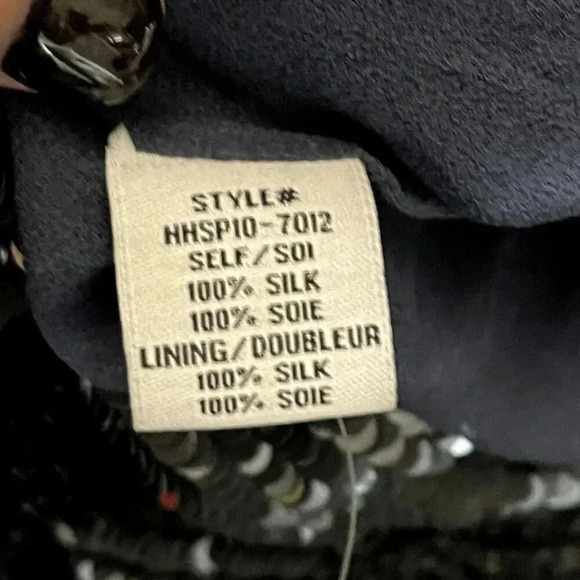 STYLE#
HHSP10-7012
SELF/SOI
100% SILK
100% SOIE
LINING/DOUBLEUR
100% SILK
100% SOIE